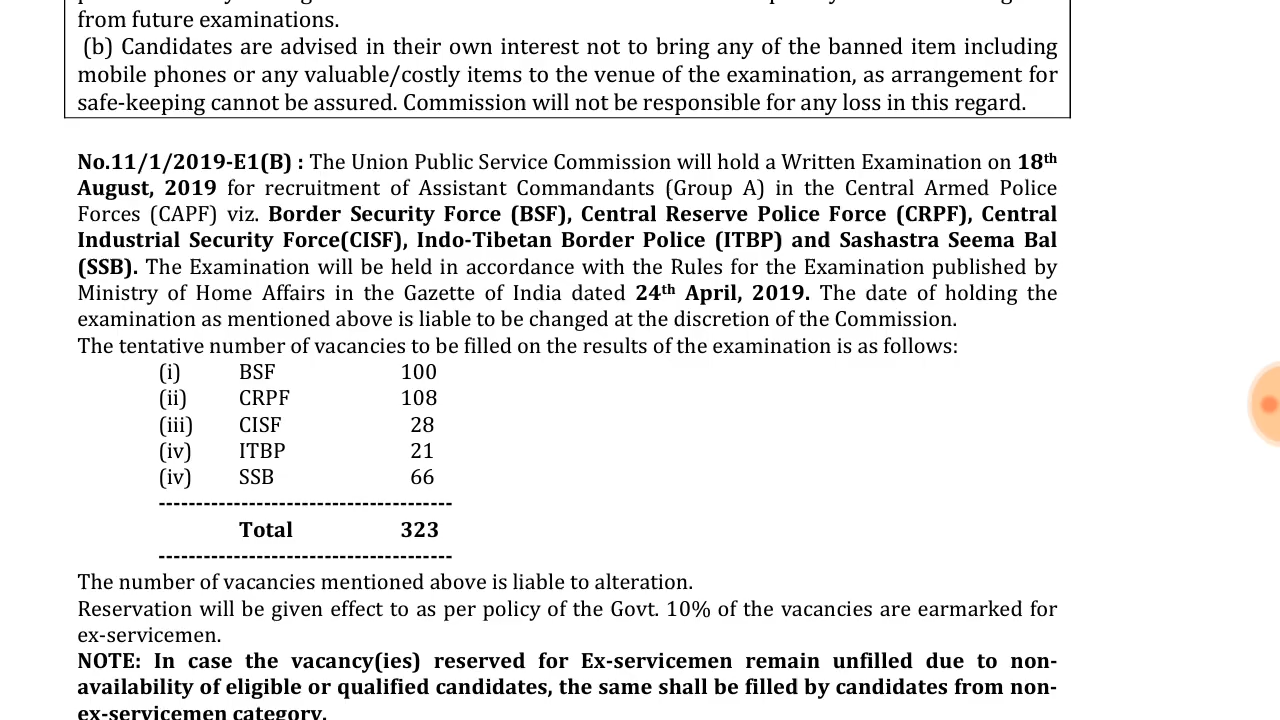 from future examinations.
(b) Candidates are advised in their own interest not to bring any of the banned item including
mobile phones or any valuable/costly items to the venue of the examination, as arrangement for
safe-keeping cannot be assured. Commission will not be responsible for any loss in this regard.
No.11/1/2019-E1(B) : The Union Public Service Commission will hold a Written Examination on 18th
August, 2019 for recruitment of Assistant Commandants (Group A) in the Central Armed Police
Forces (CAPF) viz. Border Security Force (BSF), Central Reserve Police Force (CRPF), Central
Industrial Security Force(CISF), Indo-Tibetan Border Police (ITBP) and Sashastra Seema Bal
(SSB). The Examination will be held in accordance with the Rules for the Examination published by
Ministry of Home Affairs in the Gazette of India dated 24th April, 2019. The date of holding the
examination as mentioned above is liable to be changed at the discretion of the Commission.
The tentative number of vacancies to be filled on the results of the examination is as follows:
(i) BSF 100
(ii) CRPF 108
(iii) CISF 28
(iv) ITBP 21
(iv) SSB 66
---------------------------------------
Total 323
---------------------------------------
The number of vacancies mentioned above is liable to alteration.
Reservation will be given effect to as per policy of the Govt. 10% of the vacancies are earmarked for
ex-servicemen.
NOTE: In case the vacancy(ies) reserved for Ex-servicemen remain unfilled due to non-
availability of eligible or qualified candidates, the same shall be filled by candidates from non-
ex-servicemen category.